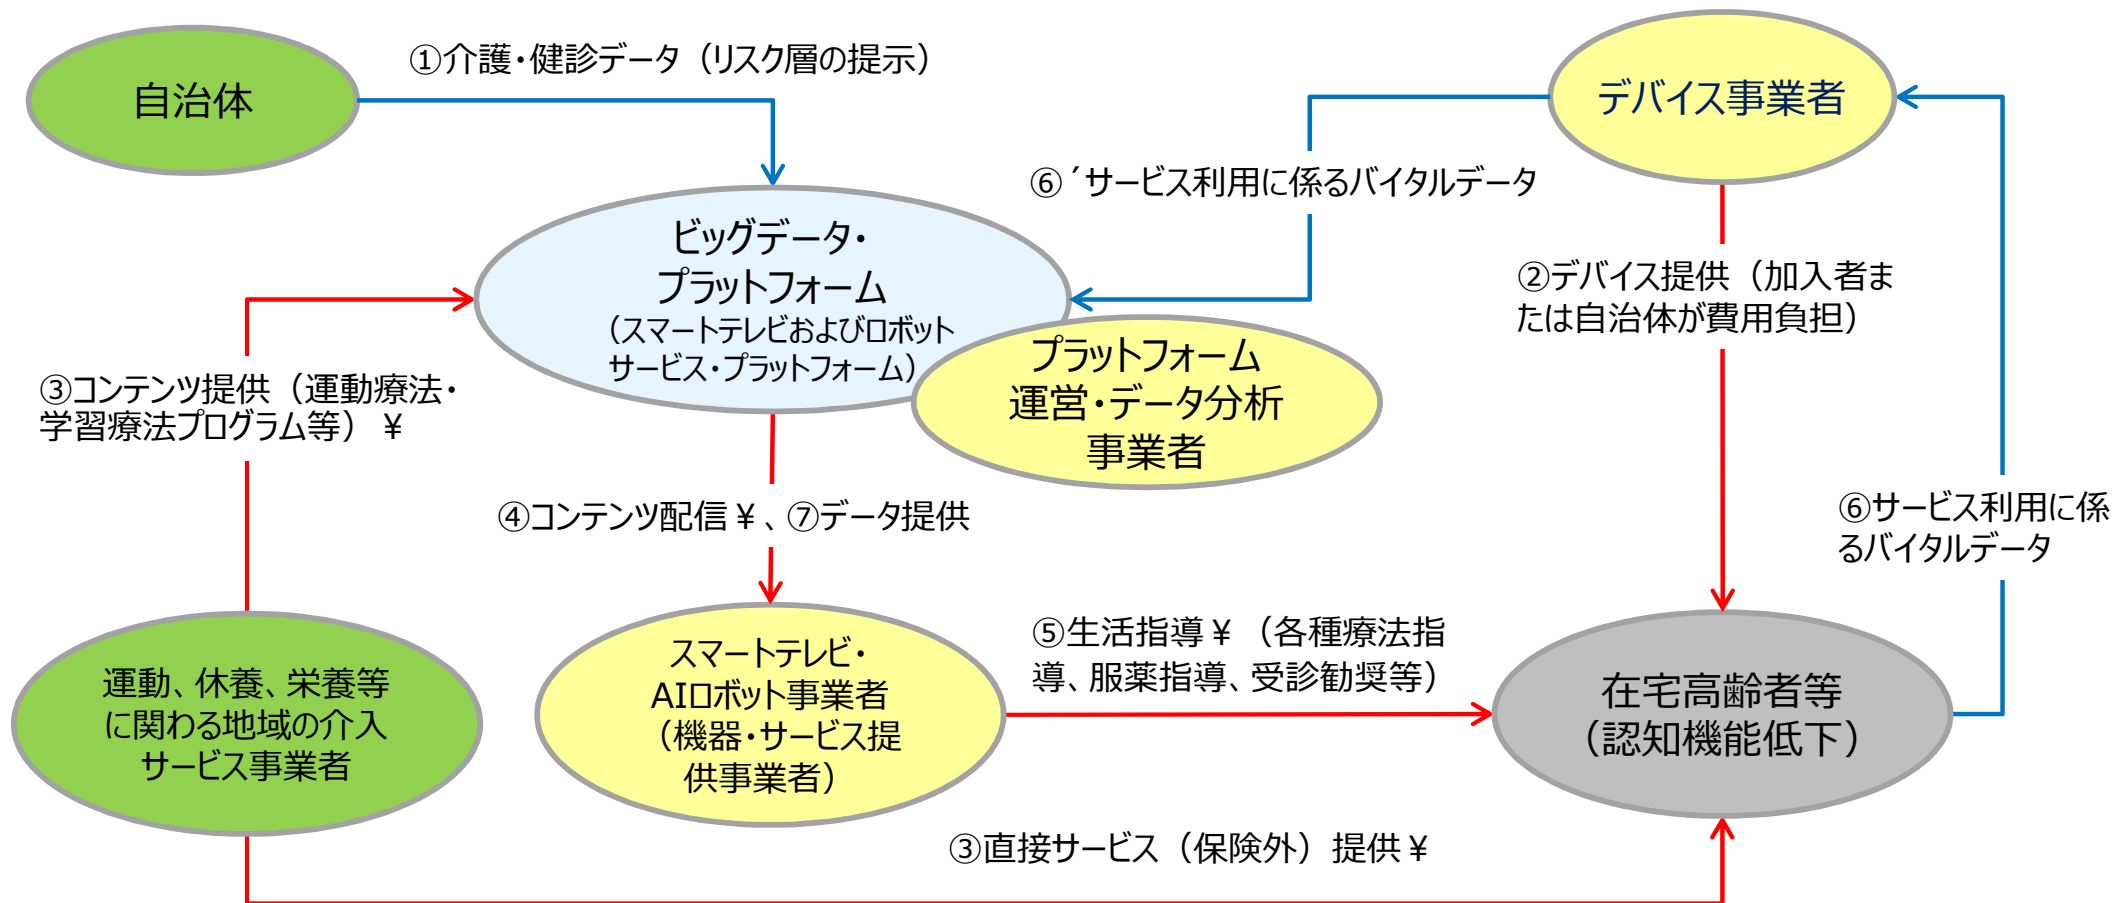 ①介護・健診データ（リスク層の提示）
自治体
デバイス事業者
⑥´サービス利用に係るバイタルデータ
ビッグデータ・
プラットフォーム
（スマートテレビおよびロボット
サービス・プラットフォーム）
②デバイス提供（加入者ま
たは自治体が費用負担）
プラットフォーム
運営・データ分析
事業者
③コンテンツ提供（運動療法・
学習療法プログラム等）￥
④コンテンツ配信￥、⑦データ提供
⑥サービス利用に係
るバイタルデータ
運動、休養、栄養等
に関わる地域の介入
サービス事業者
スマートテレビ・
AIロボット事業者
（機器・サービス提
供事業者）
⑤生活指導￥（各種療法指
導、服薬指導、受診勧奨等）
在宅高齢者等
（認知機能低下）
③直接サービス（保険外）提供￥